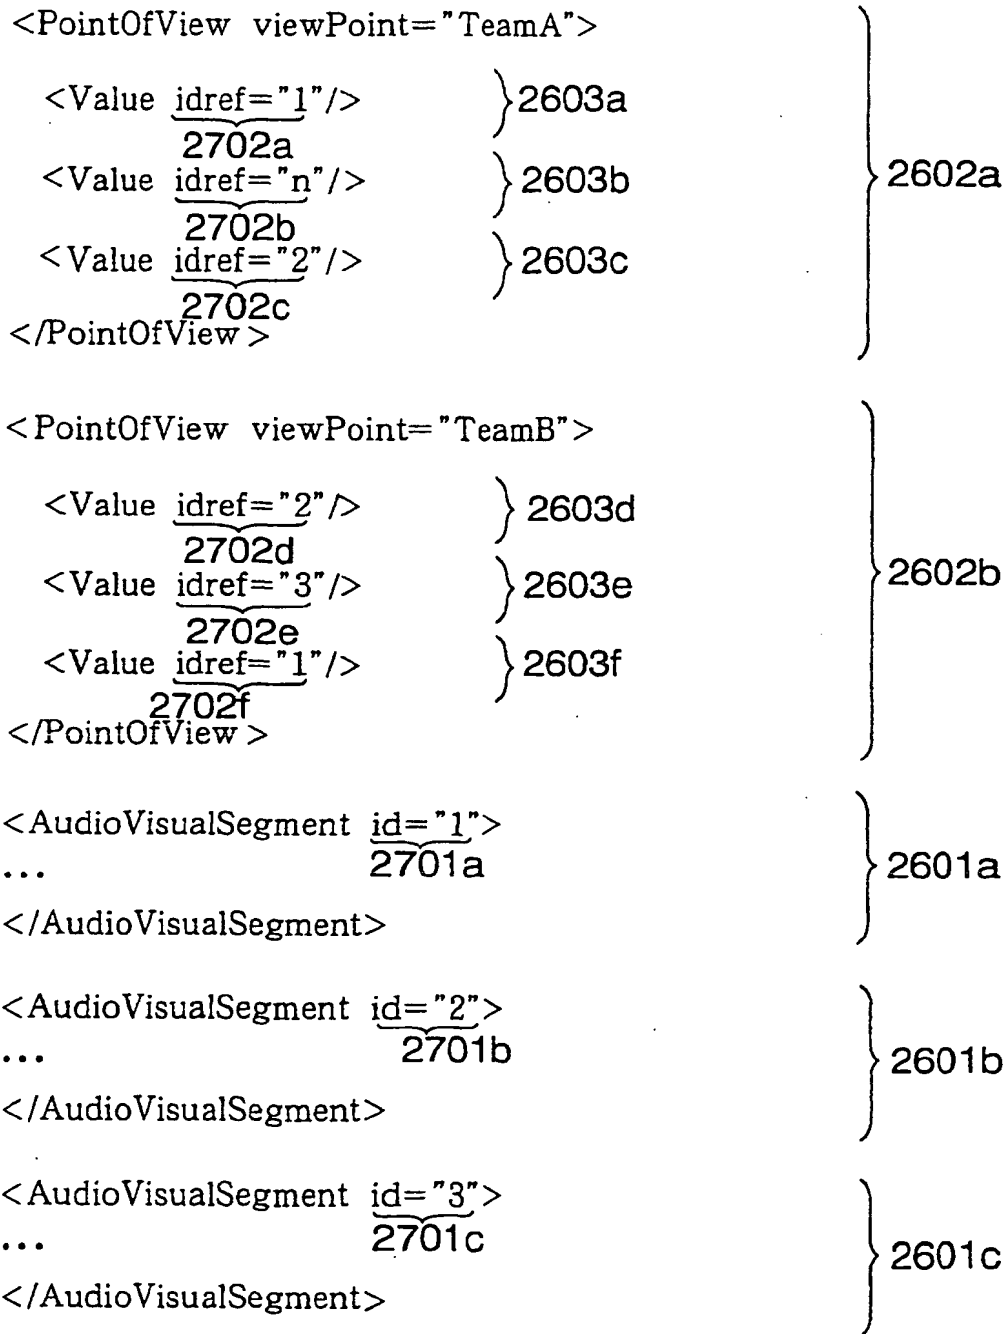 <PointOfView viewPoint="TeamA">
<Value idref="1"/> 2603a
2702a
<Value idref="n"/> 2603b
2702b
<Value idref="2"/> 2603c
2702c
</PointOfView>
2602a
<PointOfView viewPoint="TeamB">
<Value idref="2"/> 2603d
2702d
<Value idref="3"/> 2603e
2702e
<Value idref="1"/> 2603f
2702f
</PointOfView>
2602b
<AudioVisualSegment id="1">
... 2701a
</AudioVisualSegment>
2601a
<AudioVisualSegment id="2">
... 2701b
</AudioVisualSegment>
2601b
<AudioVisualSegment id="3">
... 2701c
</AudioVisualSegment>
2601c